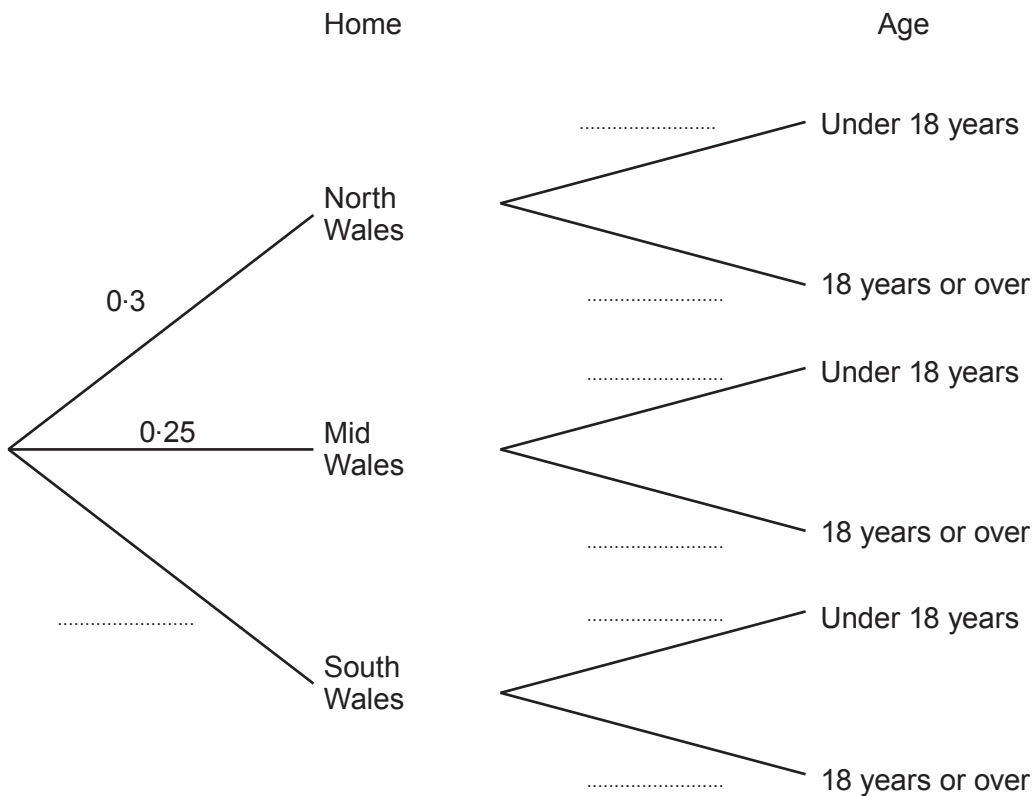 Home
Age
Under 18 years
North
Wales
18 years or over
0·3
Under 18 years
0·25
Mid
Wales
18 years or over
Under 18 years
South
Wales
18 years or over